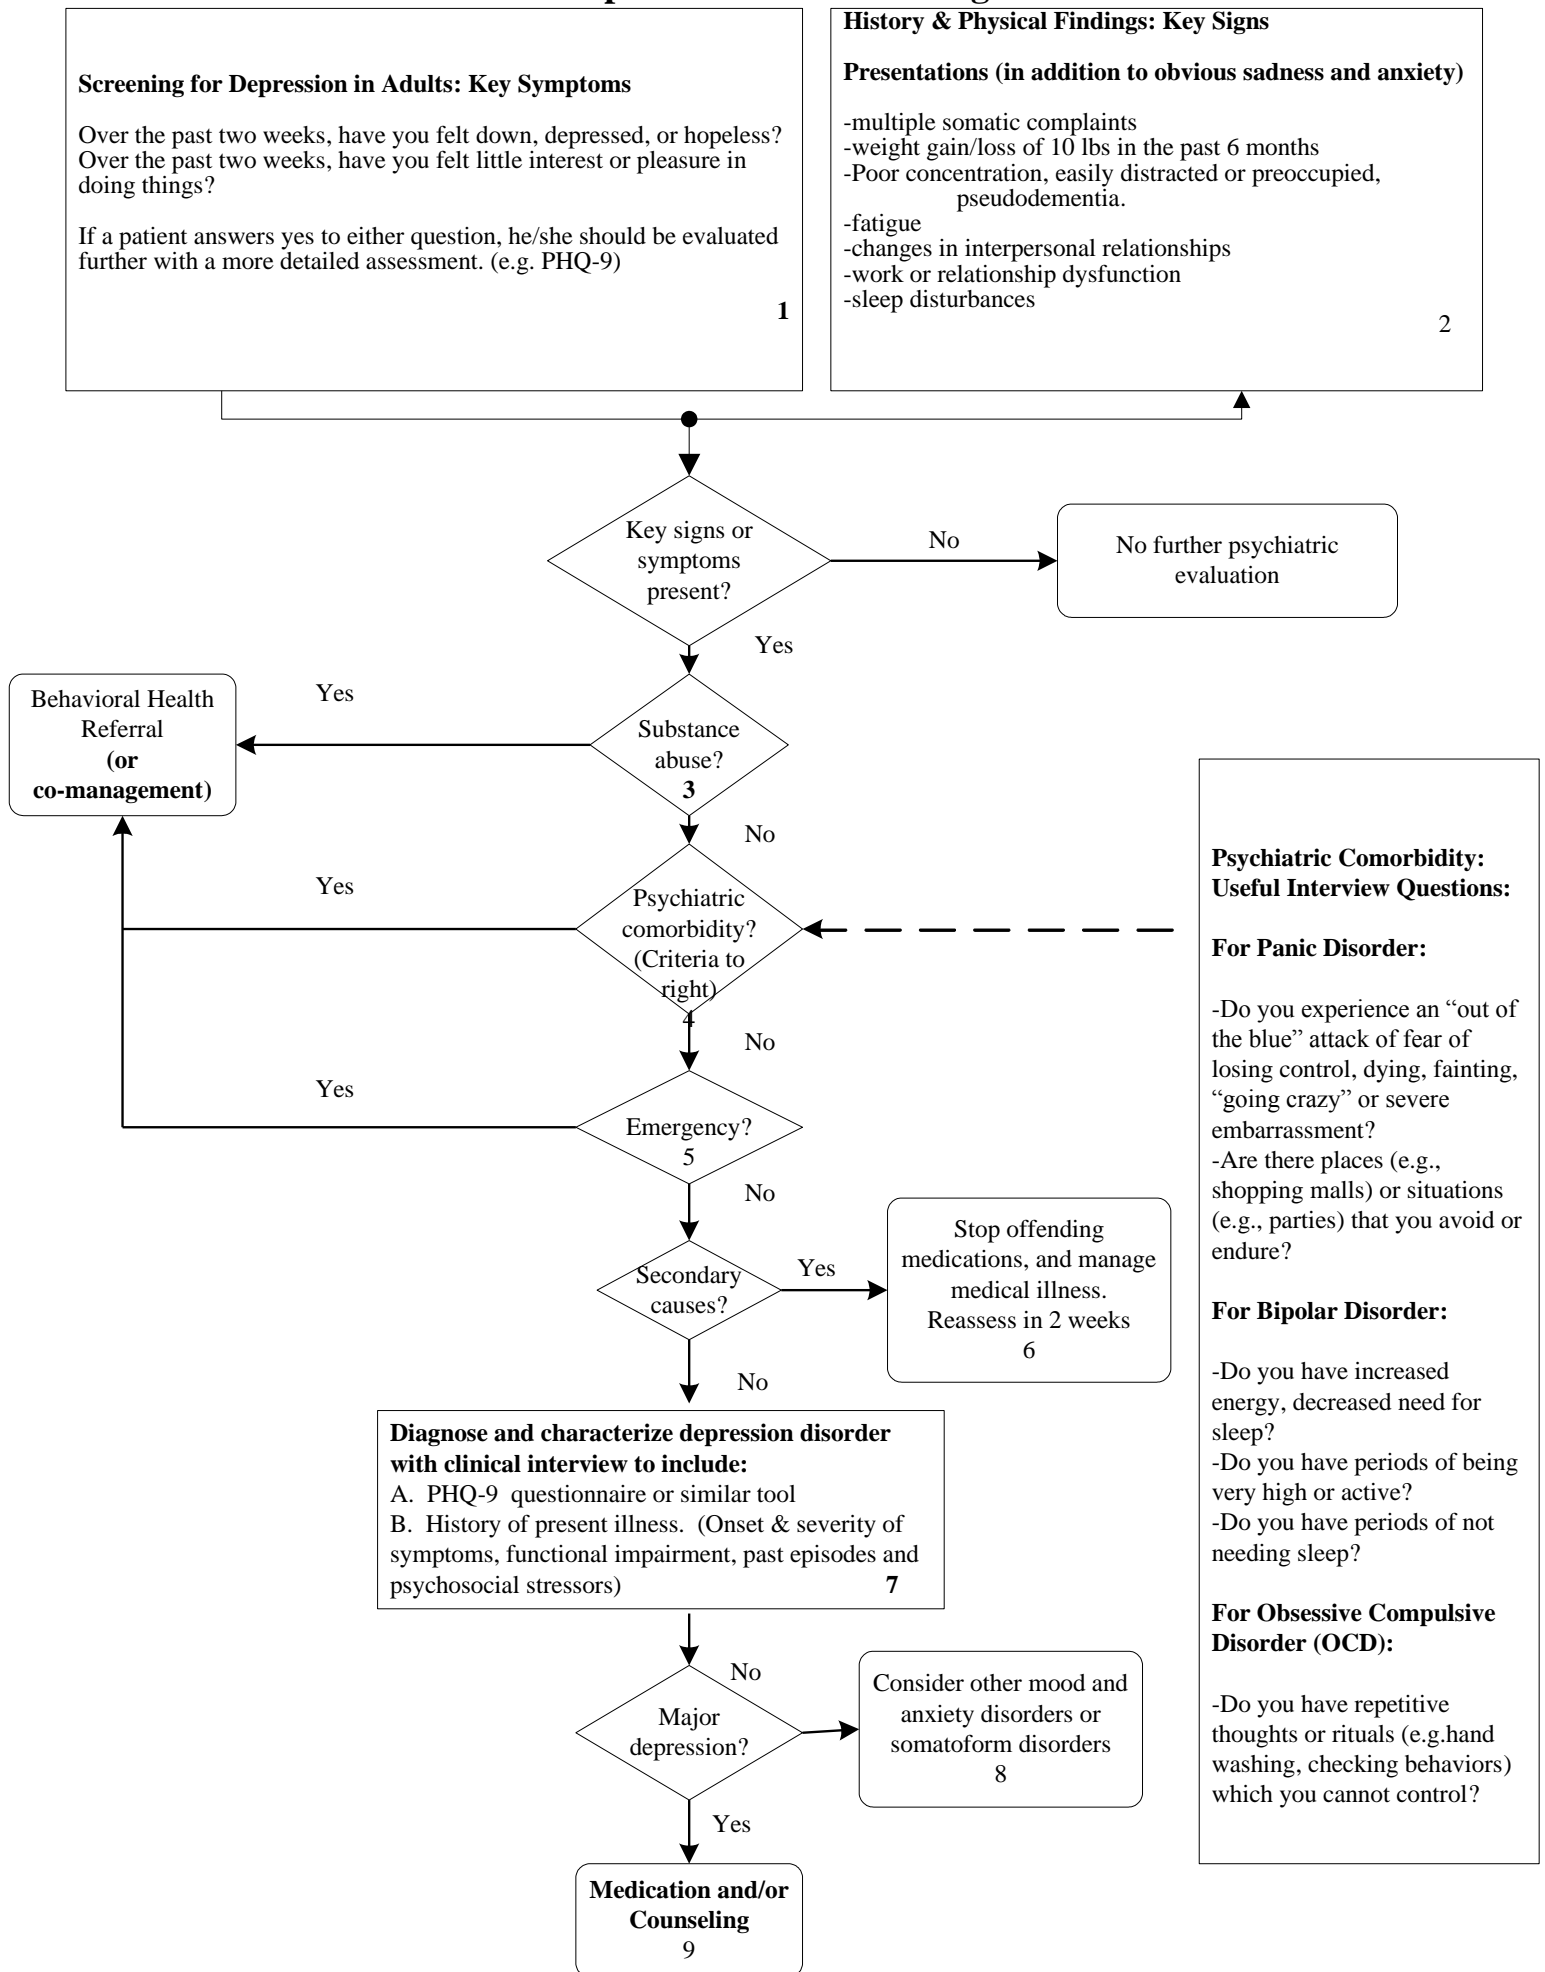 Screening for Depression in Adults: Key Symptoms
Over the past two weeks, have you felt down, depressed, or hopeless?
Over the past two weeks, have you felt little interest or pleasure in
doing things?
If a patient answers yes to either question, he/she should be evaluated
further with a more detailed assessment. (e.g. PHQ-9)
1
History & Physical Findings: Key Signs
Presentations (in addition to obvious sadness and anxiety)
-multiple somatic complaints
-weight gain/loss of 10 lbs in the past 6 months
-Poor concentration, easily distracted or preoccupied,
pseudodementia.
-fatigue
-changes in interpersonal relationships
-work or relationship dysfunction
-sleep disturbances
2
Key signs or
symptoms
present?
No
No further psychiatric
evaluation
Yes
Substance
abuse?
3
Yes
Behavioral Health
Referral
(or
co-management)
No
Psychiatric
comorbidity?
(Criteria to
right)
4
Yes
No
Emergency?
5
Yes
No
Secondary
causes?
Yes
Stop offending
medications, and manage
medical illness.
Reassess in 2 weeks
6
No
Diagnose and characterize depression disorder
with clinical interview to include:
A. PHQ-9 questionnaire or similar tool
B. History of present illness. (Onset & severity of
symptoms, functional impairment, past episodes and
psychosocial stressors) 7
Major
depression?
No
Consider other mood and
anxiety disorders or
somatoform disorders
8
Yes
Medication and/or
Counseling
9
Psychiatric Comorbidity:
Useful Interview Questions:
For Panic Disorder:
-Do you experience an “out of
the blue” attack of fear of
losing control, dying, fainting,
“going crazy” or severe
embarrassment?
-Are there places (e.g.,
shopping malls) or situations
(e.g., parties) that you avoid or
endure?
For Bipolar Disorder:
-Do you have increased
energy, decreased need for
sleep?
-Do you have periods of being
very high or active?
-Do you have periods of not
needing sleep?
For Obsessive Compulsive
Disorder (OCD):
-Do you have repetitive
thoughts or rituals (e.g.hand
washing, checking behaviors)
which you cannot control?